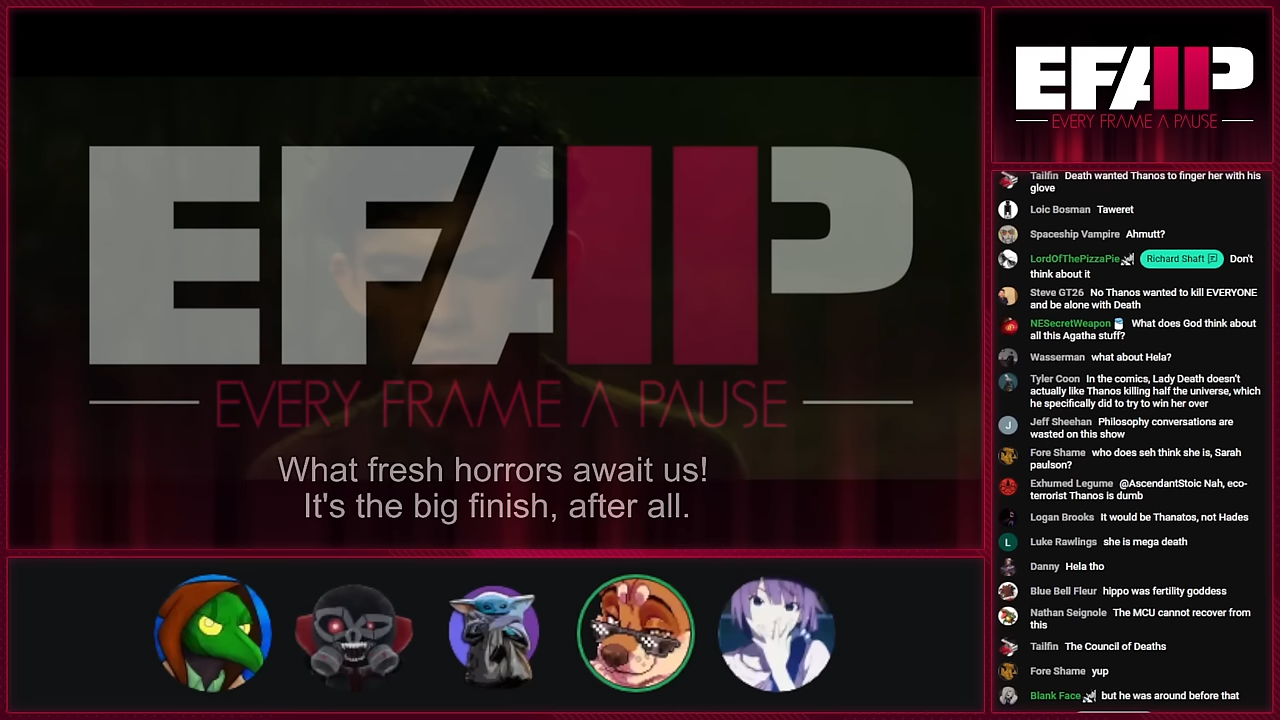 EFAP
EVERY FRAME A PAUSE
What fresh horrors await us!
It's the big finish, after all.
EFAP
EVERY FRAME A PAUSE
Tailfin Death wanted Thanos to finger her with his
glove
Loic Bosman Taweret
Spaceship Vampire Ahmutt?
LordOfThePizzaPie Richard Shaft Don't
think about it
Steve GT26 No Thanos wanted to kill EVERYONE
and be alone with Death
NESecretWeapon What does God think about
all this Agatha stuff?
Wasserman what about Hela?
Tyler Coon In the comics, Lady Death doesn't
actually like Thanos killing half the universe, which
he specifically did to try to win her over
J Jeff Sheehan Philosophy conversations are
wasted on this show
Fore Shame who does seh think she is, Sarah
paulson?
Exhumed Legume @AscendantStoic Nah, eco-
terrorist Thanos is dumb
Logan Brooks It would be Thanatos, not Hades
L Luke Rawlings she is mega death
Danny Hela tho
Blue Bell Fleur hippo was fertility goddess
Nathan Seignole The MCU cannot recover from
this
Tailfin The Council of Deaths
Fore Shame yup
Blank Face but he was around before that